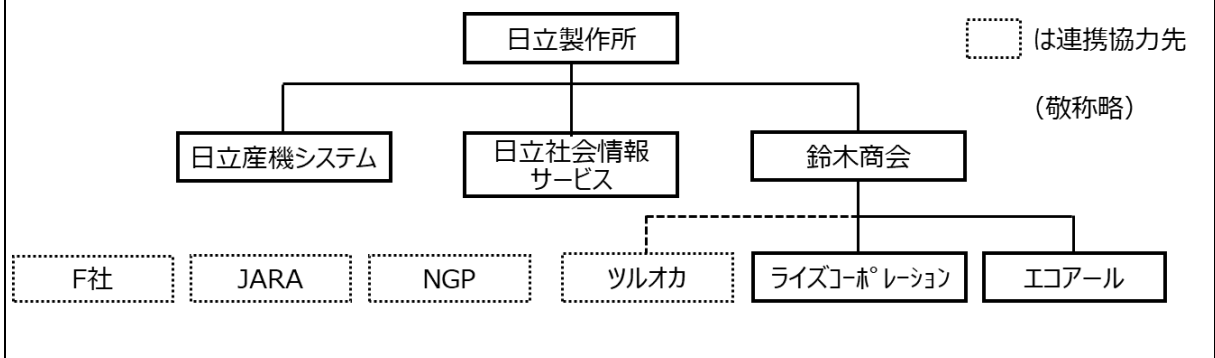 日立製作所
は連携協力先
（敬称略）
日立産機システム
日立社会情報
サービス
鈴木商会
F社
JARA
NGP
ツルオカ
ﾗｲｽﾞｺｰﾎﾟﾚｰｼｮﾝ
エコアール